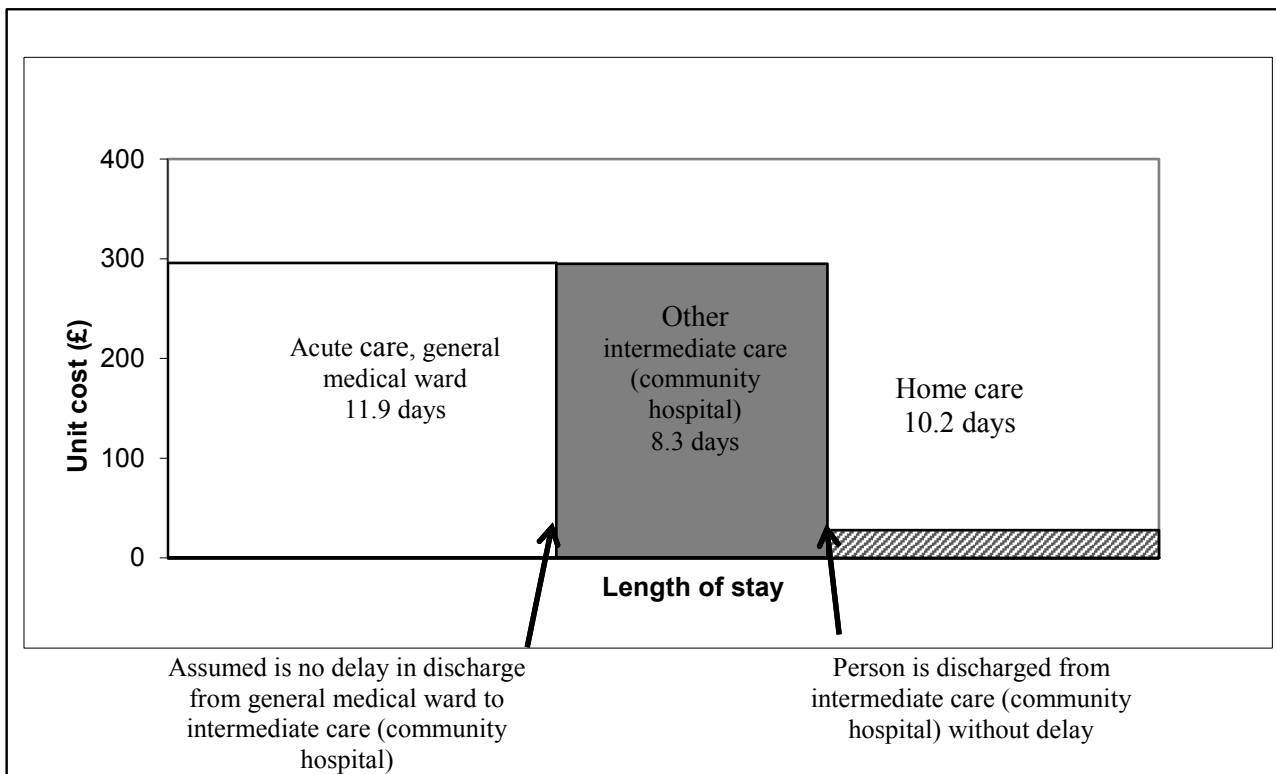 400
300
200
100
0
Unit cost (£)
Acute care, general
medical ward
11.9 days
Other
intermediate care
(community
hospital)
8.3 days
Home care
10.2 days
Length of stay
Assumed is no delay in discharge
from general medical ward to
intermediate care (community
hospital)
Person is discharged from
intermediate care (community
hospital) without delay